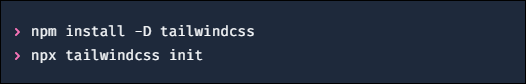 › npm install -D tailwindcss
› npx tailwindcss init